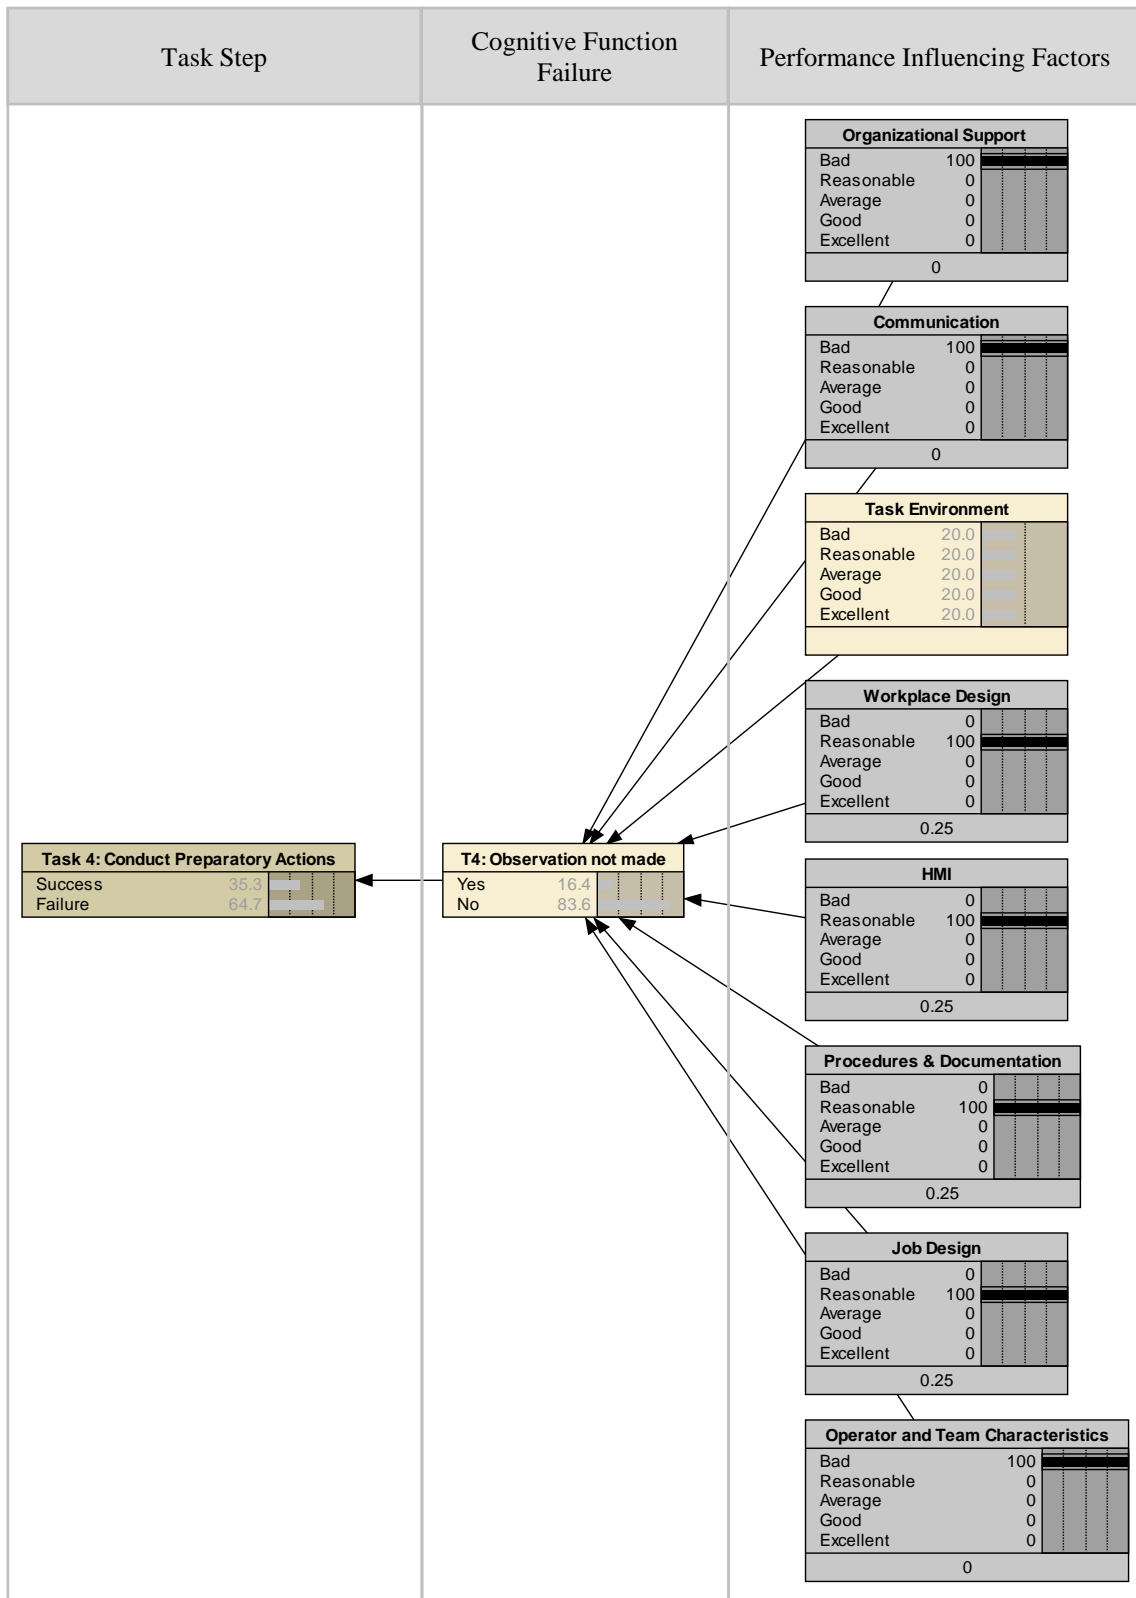 Task Step
Cognitive Function
Failure
Performance Influencing Factors
Organizational Support
Bad 100
Reasonable 0
Average 0
Good 0
Excellent 0
0
Communication
Bad 100
Reasonable 0
Average 0
Good 0
Excellent 0
0
Task Environment
Bad 20.0
Reasonable 20.0
Average 20.0
Good 20.0
Excellent 20.0
Workplace Design
Bad 0
Reasonable 100
Average 0
Good 0
Excellent 0
0.25
Task 4: Conduct Preparatory Actions
Success 35.3
Failure 64.7
T4: Observation not made
Yes 16.4
No 83.6
HMI
Bad 0
Reasonable 100
Average 0
Good 0
Excellent 0
0.25
Procedures & Documentation
Bad 0
Reasonable 100
Average 0
Good 0
Excellent 0
0.25
Job Design
Bad 0
Reasonable 100
Average 0
Good 0
Excellent 0
0.25
Operator and Team Characteristics
Bad 100
Reasonable 0
Average 0
Good 0
Excellent 0
0